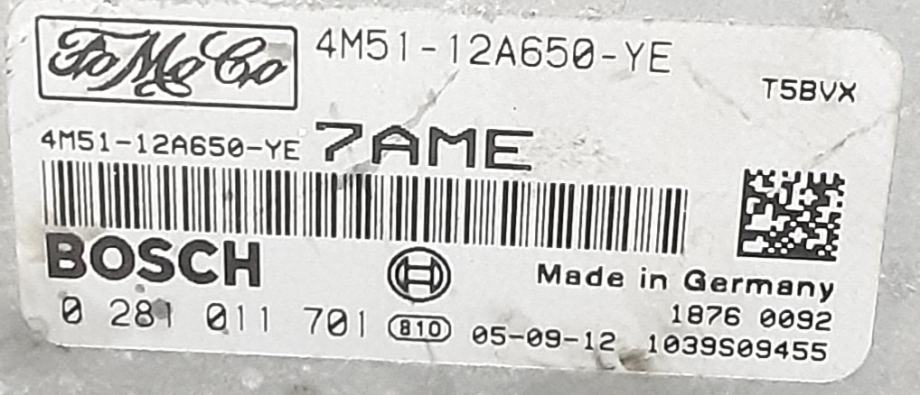 FoMoCo 4M51-12A650-YE
T5BVX
4M51-12A650-YE 7AME
BOSCH
Made in Germany
1876 0092
0 281 011 701 810 05-09-12 1039S09455